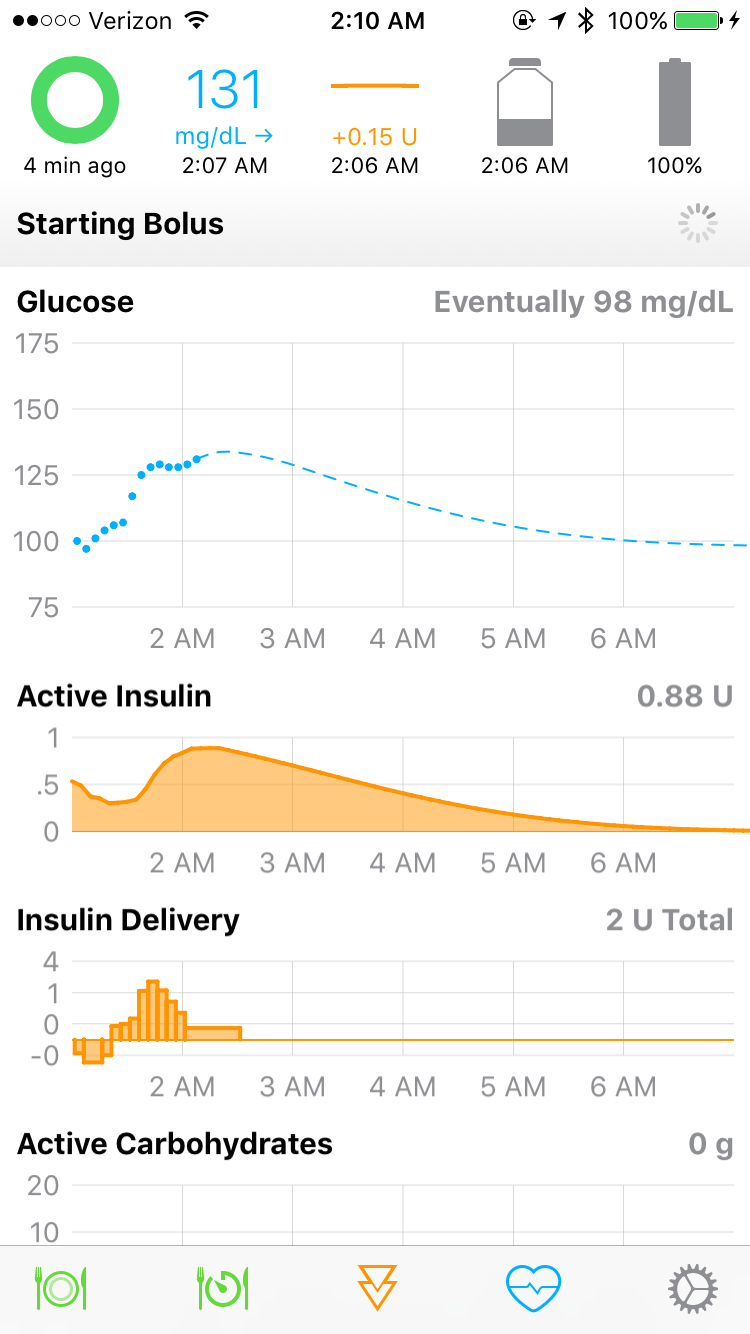 Verizon 2:10 AM 100%
131
mg/dL → +0.15 U
4 min ago 2:07 AM 2:06 AM 2:06 AM 100%
Starting Bolus
Glucose Eventually 98 mg/dL
175
150
125
100
75
2 AM 3 AM 4 AM 5 AM 6 AM
Active Insulin 0.88 U
1
.5
0
2 AM 3 AM 4 AM 5 AM 6 AM
Insulin Delivery 2 U Total
4
1
0
-0
2 AM 3 AM 4 AM 5 AM 6 AM
Active Carbohydrates 0 g
20
10